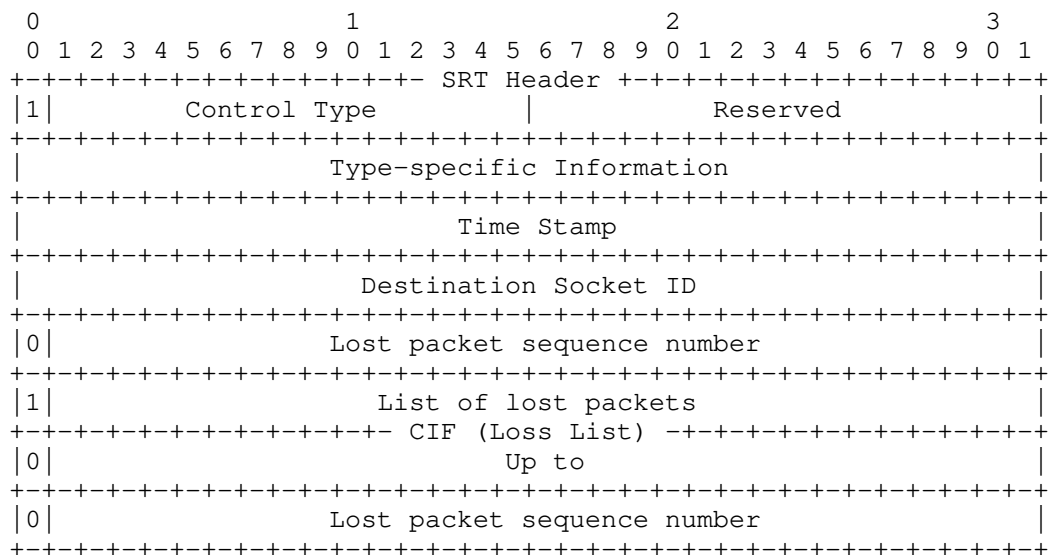 0                   1                   2                   3
 0 1 2 3 4 5 6 7 8 9 0 1 2 3 4 5 6 7 8 9 0 1 2 3 4 5 6 7 8 9 0 1
+-+-+-+-+-+-+-+-+-+-+-+-+- SRT Header +-+-+-+-+-+-+-+-+-+-+-+-+-+
|1|        Control Type         |           Reserved            |
+-+-+-+-+-+-+-+-+-+-+-+-+-+-+-+-+-+-+-+-+-+-+-+-+-+-+-+-+-+-+-+-+
|                   Type-specific Information                   |
+-+-+-+-+-+-+-+-+-+-+-+-+-+-+-+-+-+-+-+-+-+-+-+-+-+-+-+-+-+-+-+-+
|                           Time Stamp                          |
+-+-+-+-+-+-+-+-+-+-+-+-+-+-+-+-+-+-+-+-+-+-+-+-+-+-+-+-+-+-+-+-+
|                     Destination Socket ID                     |
+-+-+-+-+-+-+-+-+-+-+-+-+-+-+-+-+-+-+-+-+-+-+-+-+-+-+-+-+-+-+-+-+
|0|                 Lost packet sequence number                 |
+-+-+-+-+-+-+-+-+-+-+-+-+-+-+-+-+-+-+-+-+-+-+-+-+-+-+-+-+-+-+-+-+
|1|                    List of lost packets                     |
+-+-+-+-+-+-+-+-+-+-+-+- CIF (Loss List) -+-+-+-+-+-+-+-+-+-+-+-+
|0|                            Up to                            |
+-+-+-+-+-+-+-+-+-+-+-+-+-+-+-+-+-+-+-+-+-+-+-+-+-+-+-+-+-+-+-+-+
|0|                 Lost packet sequence number                 |
+-+-+-+-+-+-+-+-+-+-+-+-+-+-+-+-+-+-+-+-+-+-+-+-+-+-+-+-+-+-+-+-+